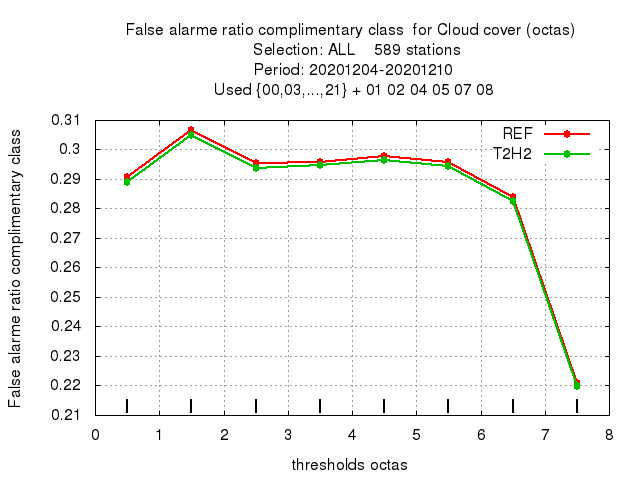 False alarme ratio complimentary class  for Cloud cover (octas)
Selection: ALL    589 stations
Period: 20201204-20201210
Used {00,03,...,21} + 01 02 04 05 07 08
REF
T2H2
False alarme ratio complimentary class
0.31
0.3
0.29
0.28
0.27
0.26
0.25
0.24
0.23
0.22
0.21
0 1 2 3 4 5 6 7 8
thresholds octas